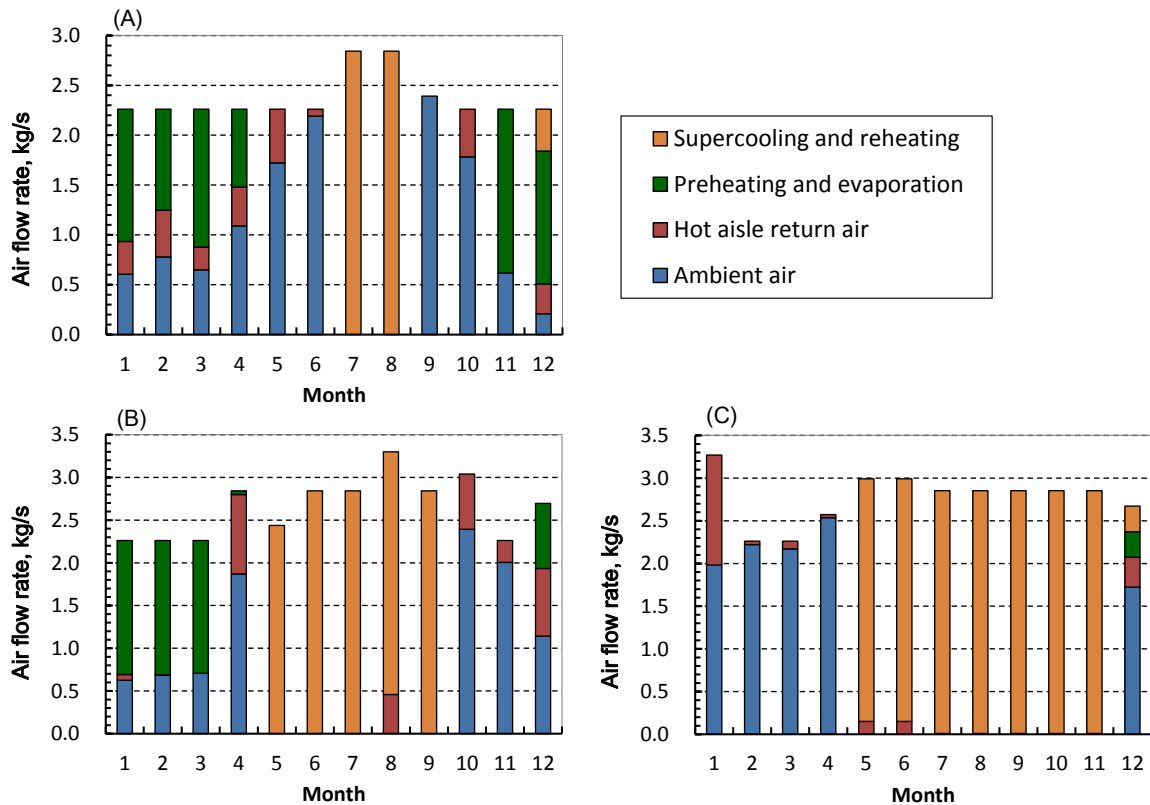 (A)
3.0
2.5
2.0
1.5
1.0
0.5
0.0
Air flow rate, kg/s
1 2 3 4 5 6 7 8 9 10 11 12
Month
Supercooling and reheating
Preheating and evaporation
Hot aisle return air
Ambient air
(B)
3.5
3.0
2.5
2.0
1.5
1.0
0.5
0.0
Air flow rate, kg/s
1 2 3 4 5 6 7 8 9 10 11 12
Month
(C)
3.5
3.0
2.5
2.0
1.5
1.0
0.5
0.0
Air flow rate, kg/s
1 2 3 4 5 6 7 8 9 10 11 12
Month